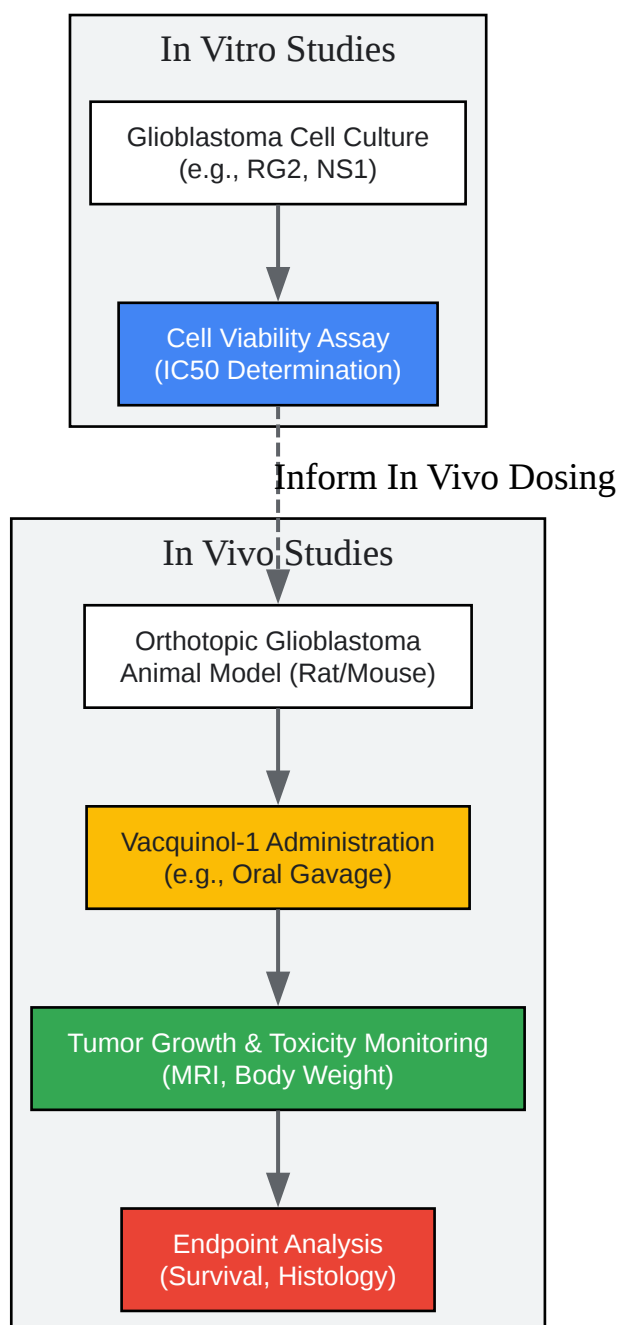 In Vitro Studies
Glioblastoma Cell Culture
(e.g., RG2, NS1)
Cell Viability Assay
(IC50 Determination)
Inform In Vivo Dosing
In Vivo Studies
Orthotopic Glioblastoma
Animal Model (Rat/Mouse)
Vacquinol-1 Administration
(e.g., Oral Gavage)
Tumor Growth & Toxicity Monitoring
(MRI, Body Weight)
Endpoint Analysis
(Survival, Histology)